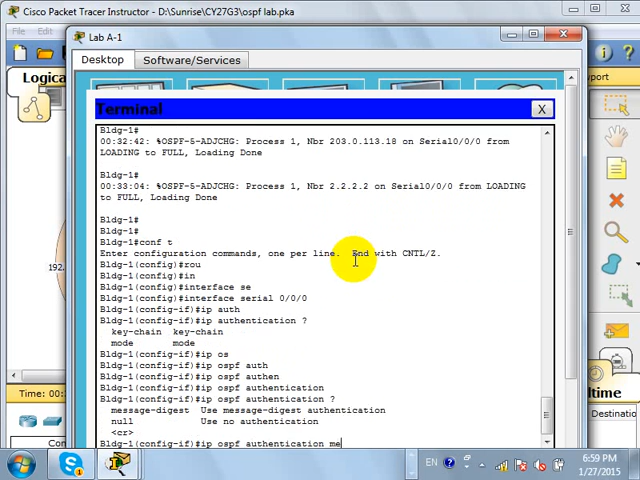 Cisco Packet Tracer Instructor - D:\Sunrise\CY27G3\ospf lab.pka
File
Lab A-1
Desktop
Software/Services
Logica
port
Terminal
X
Bldg-1#
00:32:42: %OSPF-5-ADJCHG: Process 1, Nbr 203.0.113.18 on Serial0/0/0 from
LOADING to FULL, Loading Done
00:33:04: %OSPF-5-ADJCHG: Process 1, Nbr 2.2.2.2 on Serial0/0/0 from LOADING
to FULL, Loading Done
Bldg-1#
Bldg-1#
Bldg-1#conf t
Enter configuration commands, one per line. End with CNTL/Z.
Bldg-1(config)#rou
Bldg-1(config)#in
Bldg-1(config)#interface se
Bldg-1(config)#interface serial 0/0/0
Bldg-1(config-if)#ip auth
Bldg-1(config-if)#ip authentication ?
key-chain key-chain
mode mode
Bldg-1(config-if)#ip os
Bldg-1(config-if)#ip ospf auth
Bldg-1(config-if)#ip ospf authen
Bldg-1(config-if)#ip ospf authentication
Bldg-1(config-if)#ip ospf authentication ?
message-digest Use message-digest authentication
null Use no authentication
<cr>
Bldg-1(config-if)#ip ospf authentication me
192.
Time: 00:
Con
Destinatio
EN
6:59 PM
1/27/2015